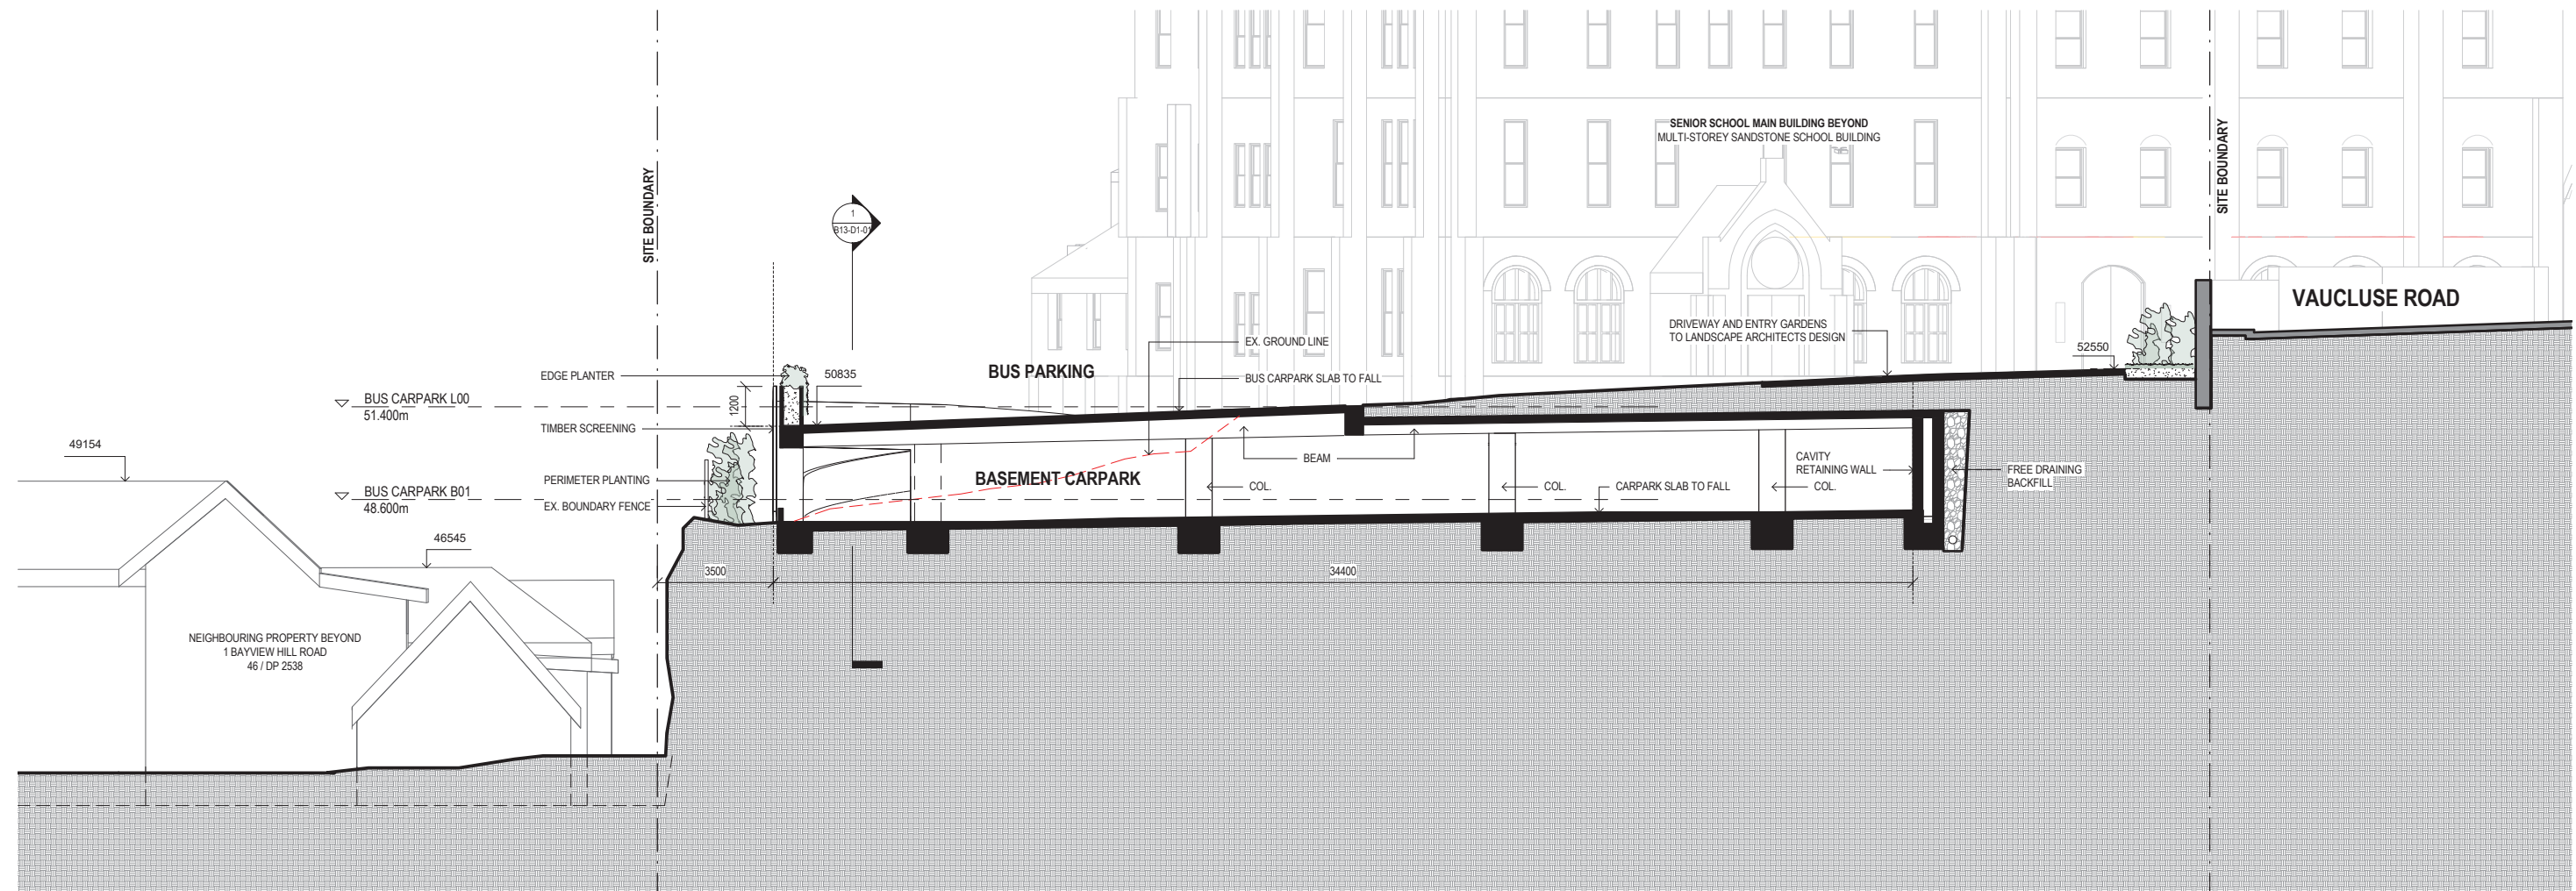 SENIOR SCHOOL MAIN BUILDING BEYOND
MULTI-STOREY SANDSTONE SCHOOL BUILDING
SITE BOUNDARY
SITE BOUNDARY
1
B13-D1-01
VAUCLUSE ROAD
DRIVEWAY AND ENTRY GARDENS
TO LANDSCAPE ARCHITECTS DESIGN
EX. GROUND LINE
52550
BUS PARKING
EDGE PLANTER
50835
BUS CARPARK SLAB TO FALL
BUS CARPARK L00
51.400m
1200
TIMBER SCREENING
49154
BEAM
CAVITY
RETAINING WALL
FREE DRAINING
BACKFILL
PERIMETER PLANTING
BASEMENT CARPARK
BUS CARPARK B01
48.600m
COL.
COL.
CARPARK SLAB TO FALL
COL.
EX. BOUNDARY FENCE
46545
3500
34400
NEIGHBOURING PROPERTY BEYOND
1 BAYVIEW HILL ROAD
46 / DP 2538